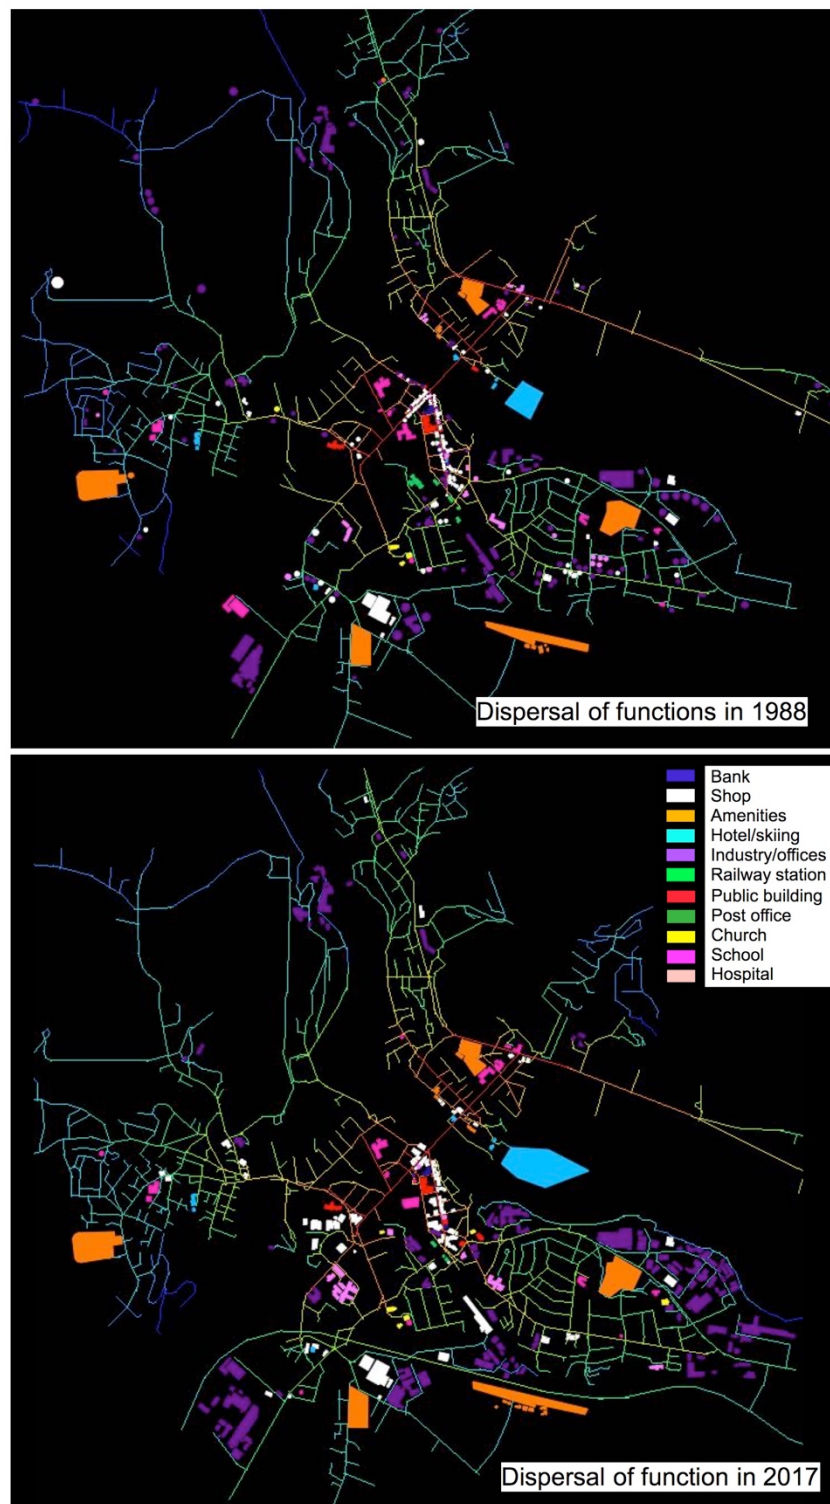 Dispersal of functions in 1988
Bank
Shop
Amenities
Hotel/skiing
Industry/offices
Railway station
Public building
Post office
Church
School
Hospital
Dispersal of function in 2017